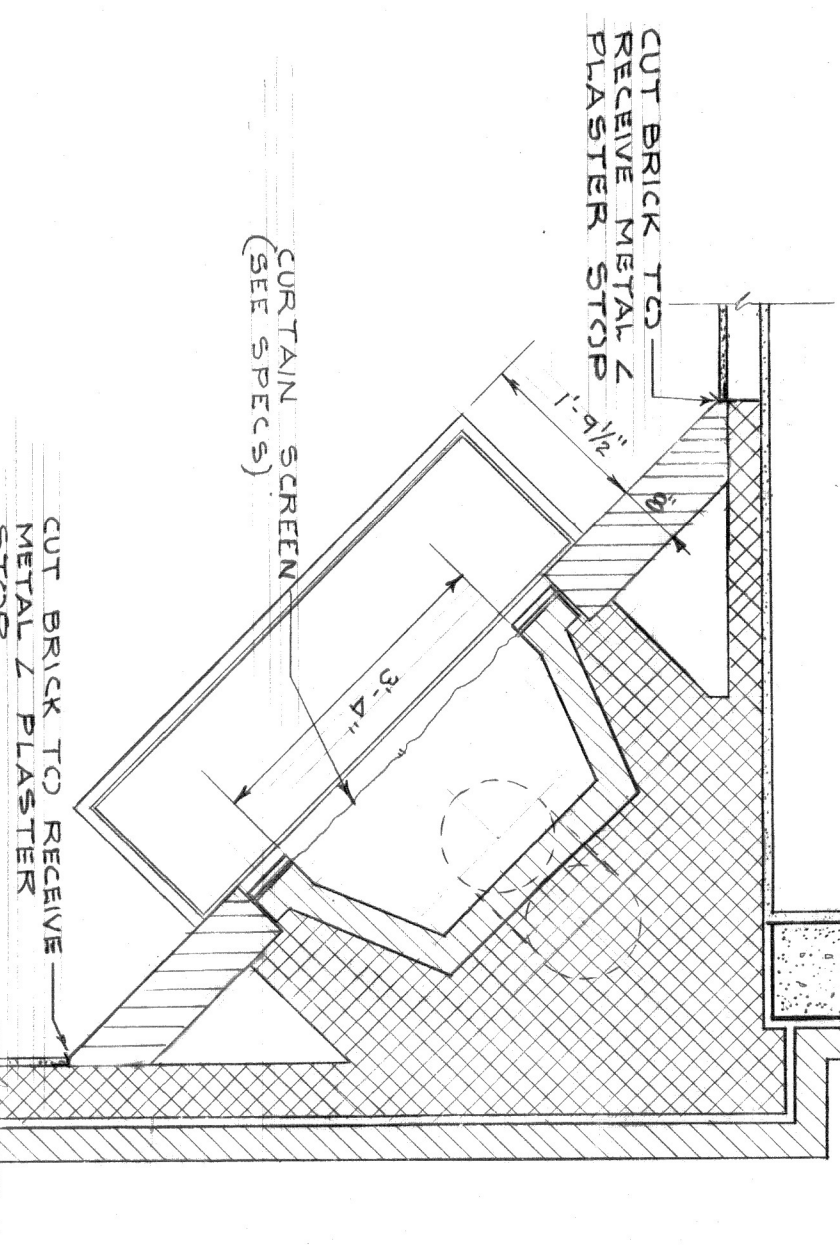 CUT BRICK TO
RECEIVE METAL ∠
PLASTER STOP
1'-9½"
8"
CURTAIN SCREEN
(SEE SPECS)
3'-4"
CUT BRICK TO RECEIVE
METAL ∠ PLASTER
STOP